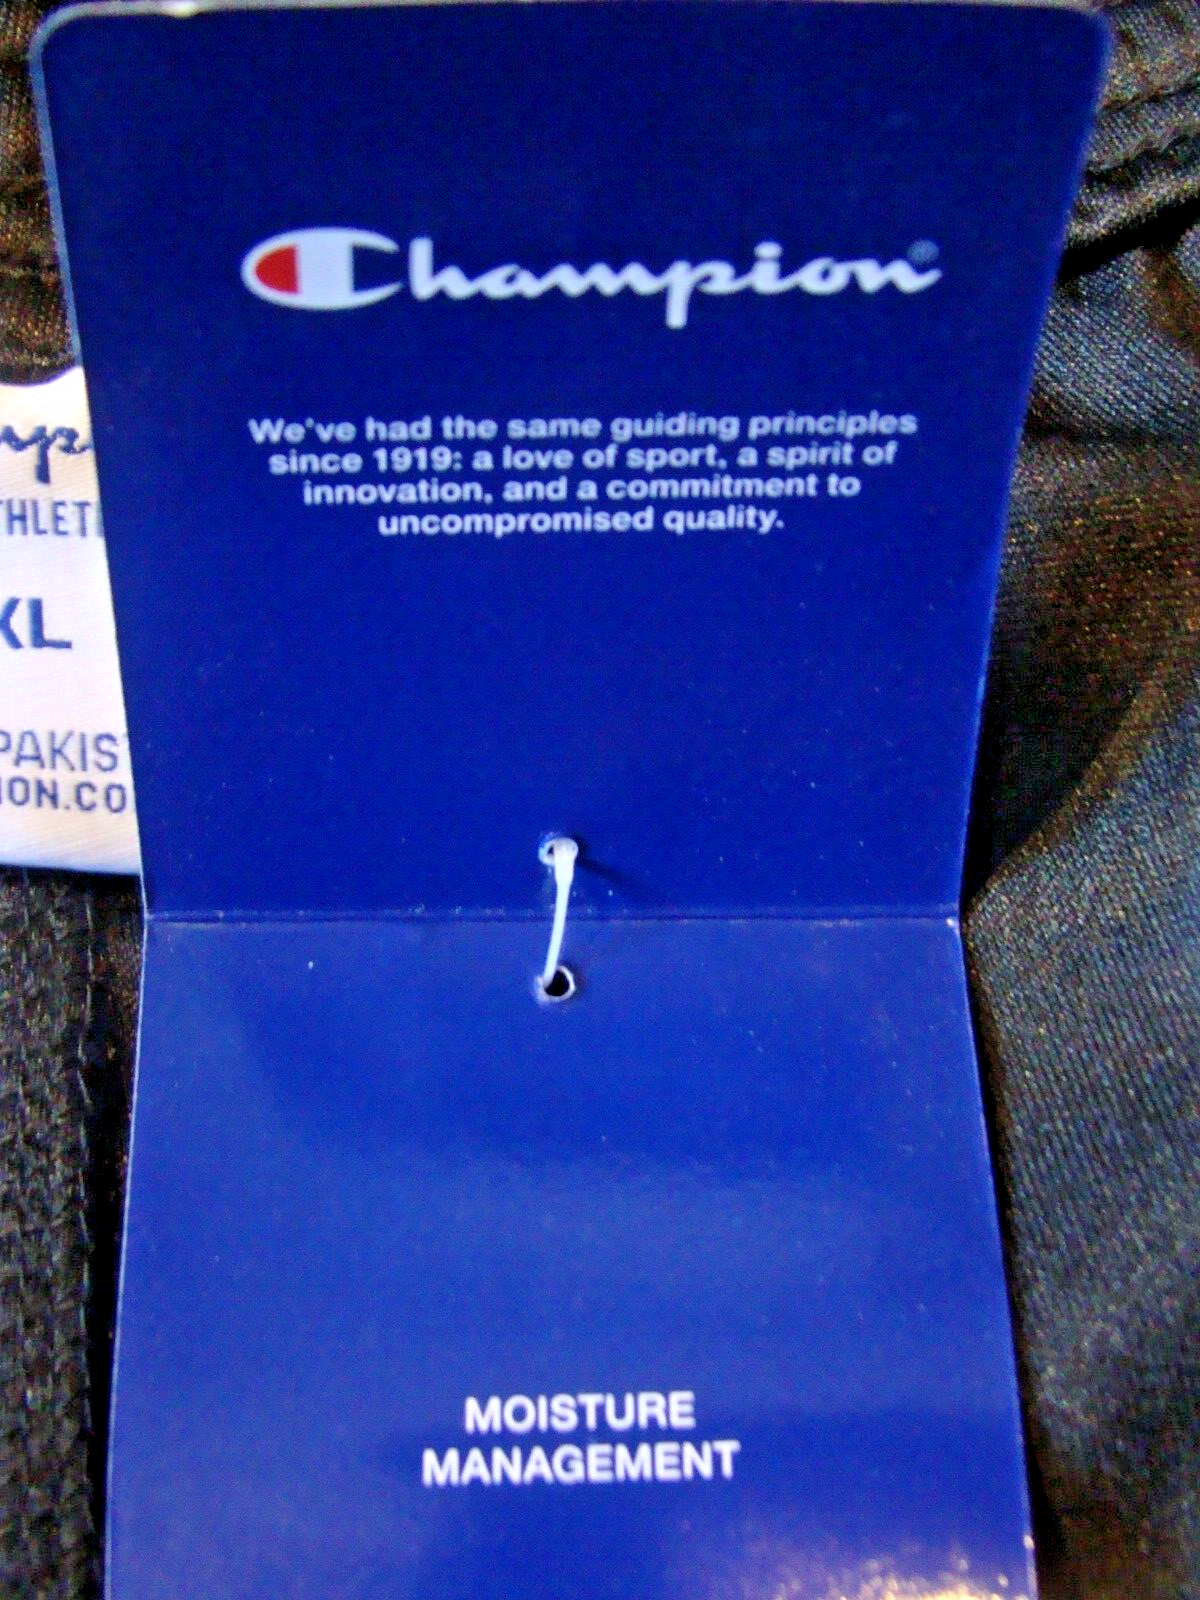 Champion®
We've had the same guiding principles
since 1919: a love of sport, a spirit of
innovation, and a commitment to
uncompromised quality.
XL
MOISTURE
MANAGEMENT